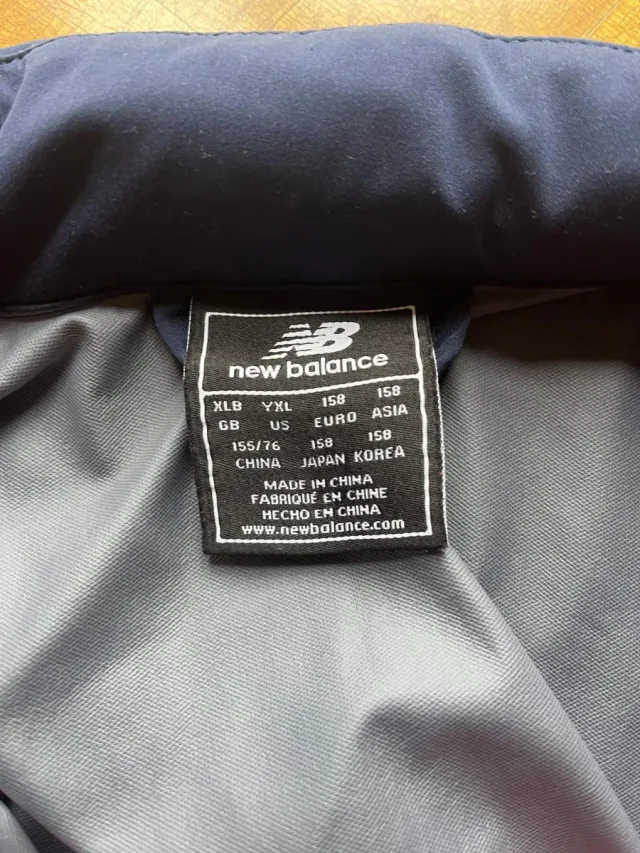 NB
new balance
XLB YXL 158 158
GB US EURO ASIA
155/76 158 158
CHINA JAPAN KOREA
MADE IN CHINA
FABRIQUÉ EN CHINE
HECHO EN CHINA
www.newbalance.com